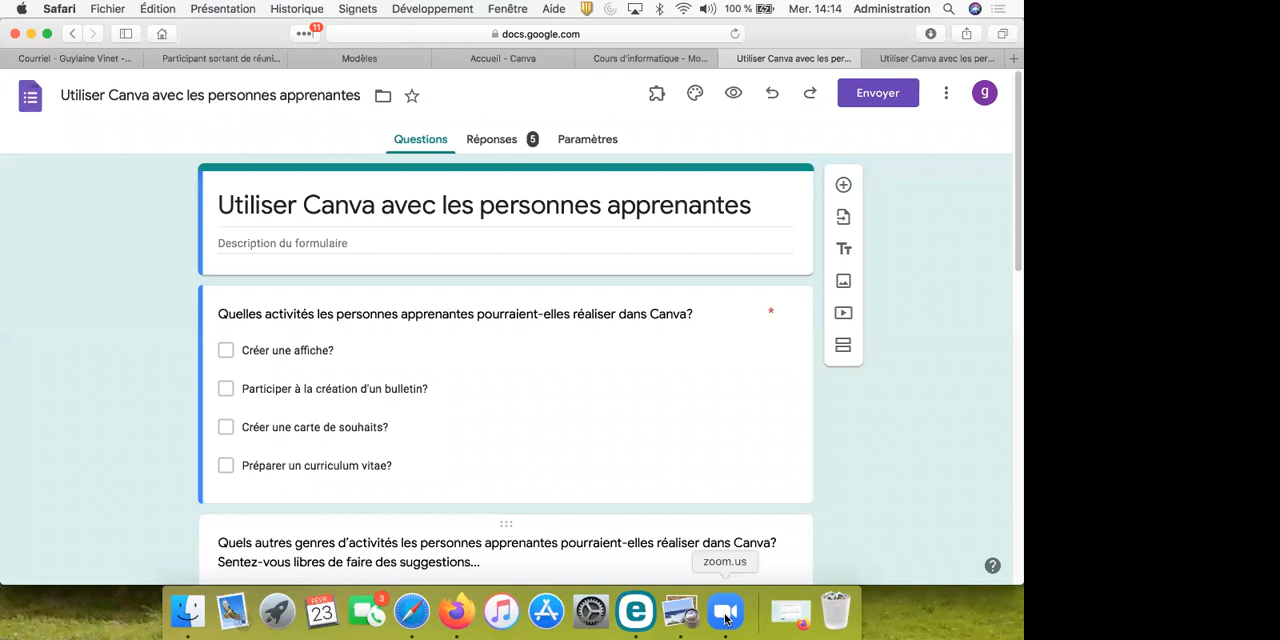 Safari Fichier Édition Présentation Historique Signets Développement Fenêtre Aide 100 % Mer. 14:14 Administration
11
docs.google.com
Courriel - Guylaine Vinet -... Participant sortant de réuni... Modèles Accueil - Canva Cours d'informatique - Mo... Utiliser Canva avec les per... Utiliser Canva avec les per...
Utiliser Canva avec les personnes apprenantes
Envoyer
g
Questions Réponses 5 Paramètres
Utiliser Canva avec les personnes apprenantes
Description du formulaire
Quelles activités les personnes apprenantes pourraient-elles réaliser dans Canva? *
Créer une affiche?
Participer à la création d'un bulletin?
Créer une carte de souhaits?
Préparer un curriculum vitae?
Tт
Quels autres genres d'activités les personnes apprenantes pourraient-elles réaliser dans Canva?
Sentez-vous libres de faire des suggestions...
zoom.us
FÉVR
23
3
e